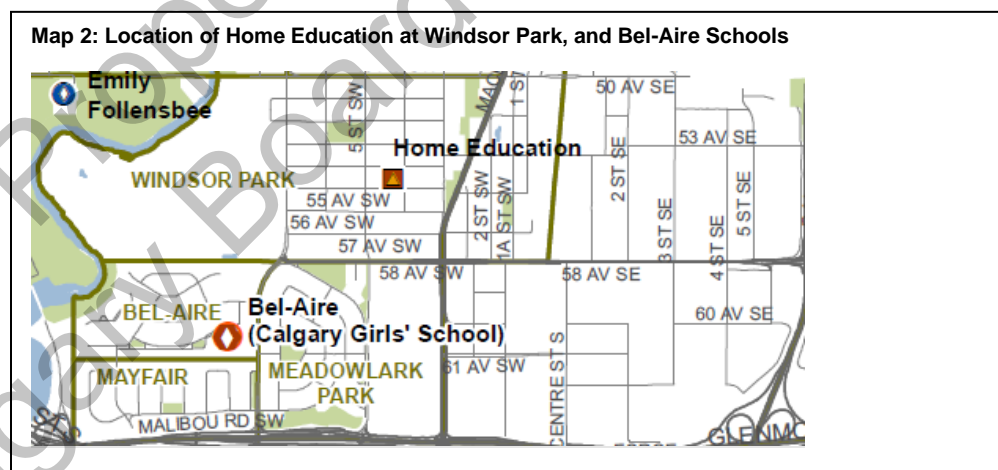 Map 2: Location of Home Education at Windsor Park, and Bel-Aire Schools
Emily
Follensbee
5 ST SW
1 ST
50 AV SE
53 AV SE
Home Education
WINDSOR PARK
55 AV SW
56 AV SW
57 AV SW
2 ST SW
1A ST SW
2 ST SE
3 ST SE
4 ST SE
5 ST SE
58 AV SW
58 AV SE
BEL-AIRE
Bel-Aire
(Calgary Girls' School)
60 AV SE
MAYFAIR
MEADOWLARK
PARK
61 AV SW
CENTRE ST S
MALIBOU RD SW